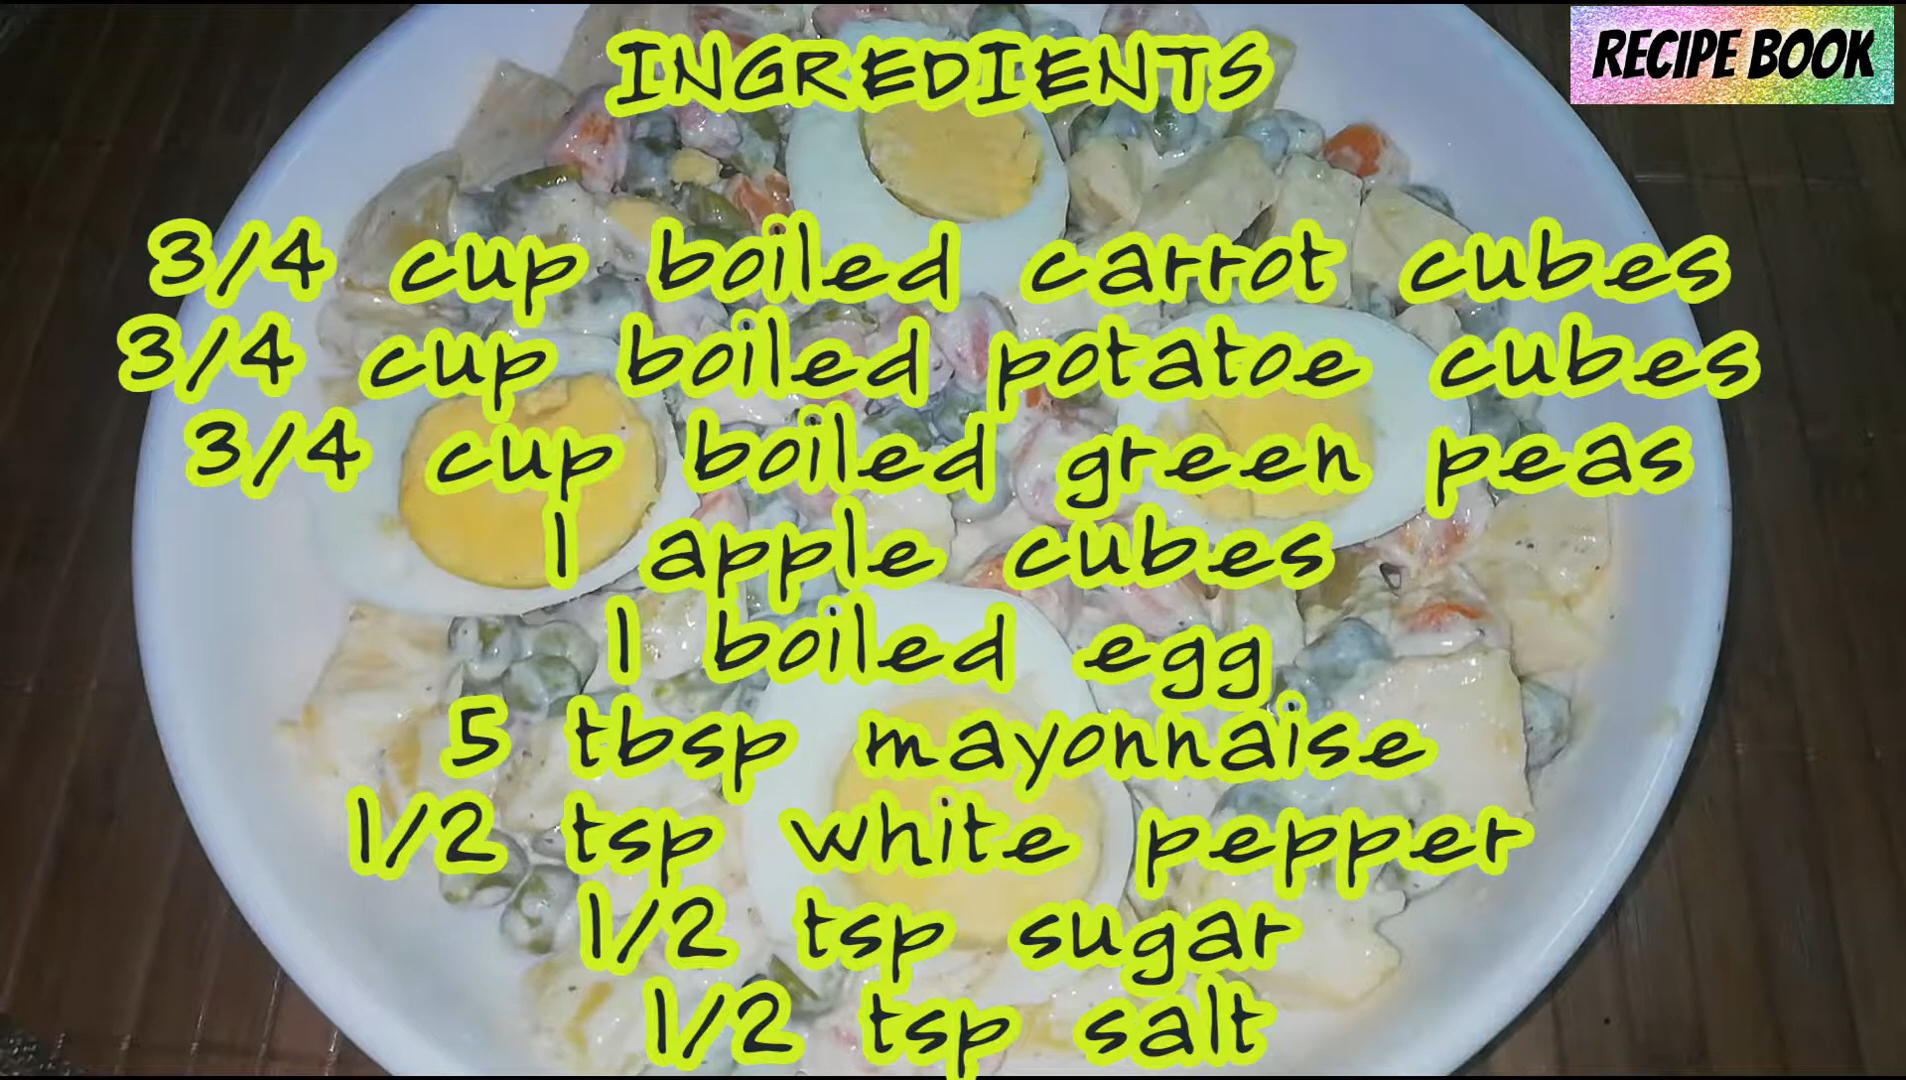 INGREDIENTS
RECIPE BOOK
3/4 cup boiled carrot cubes
3/4 cup boiled potatoe cubes
3/4 cup boiled green peas
1 apple cubes
1 boiled egg
5 tbsp mayonnaise
1/2 tsp white pepper
1/2 tsp sugar
1/2 tsp salt